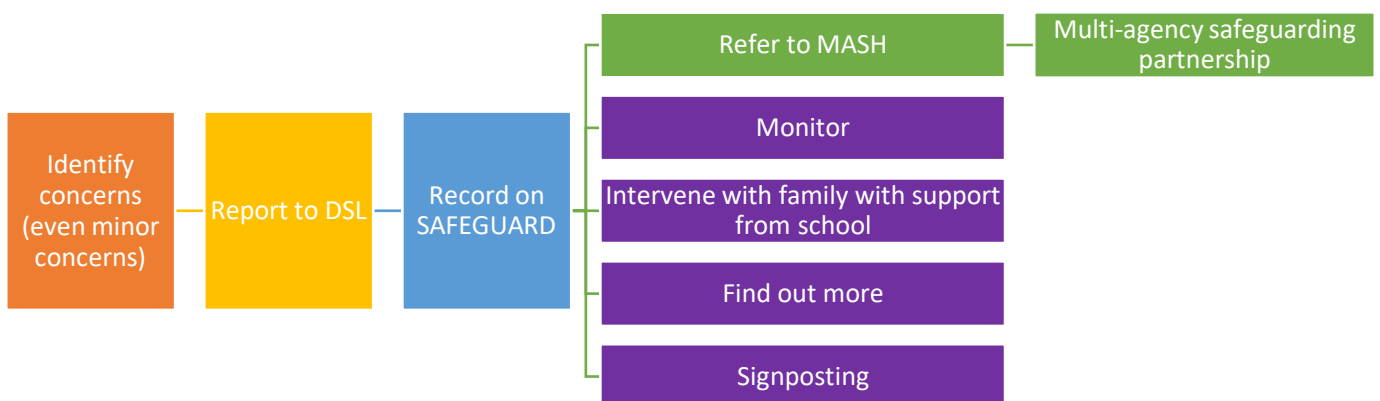 Identify
concerns
(even minor
concerns)
Report to DSL
Record on
SAFEGUARD
Refer to MASH
Multi-agency safeguarding
partnership
Monitor
Intervene with family with support
from school
Find out more
Signposting